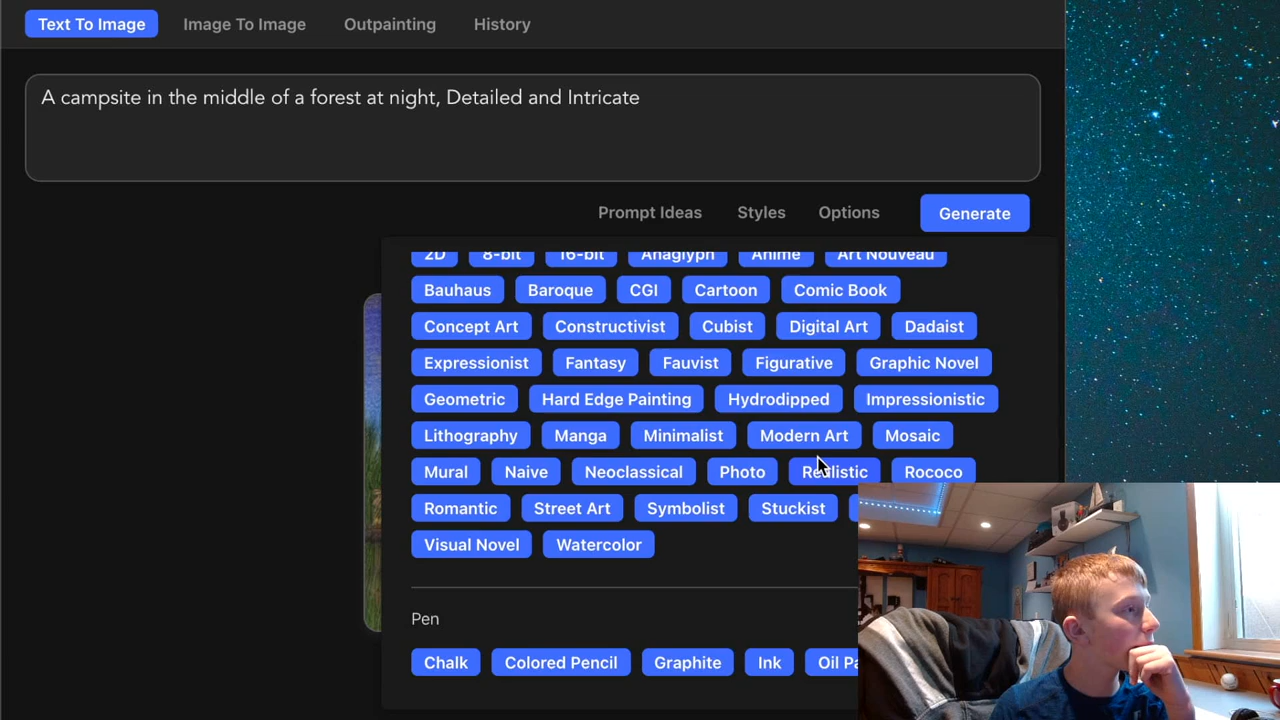 Text To Image Image To Image Outpainting History
A campsite in the middle of a forest at night, Detailed and Intricate
Prompt Ideas Styles Options Generate
2D 8-bit 16-bit Anaglyph Anime Art Nouveau
Bauhaus Baroque CGI Cartoon Comic Book
Concept Art Constructivist Cubist Digital Art Dadaist
Expressionist Fantasy Fauvist Figurative Graphic Novel
Geometric Hard Edge Painting Hydrodipped Impressionistic
Lithography Manga Minimalist Modern Art Mosaic
Mural Naive Neoclassical Photo Realistic Rococo
Romantic Street Art Symbolist Stuckist
Visual Novel Watercolor
Pen
Chalk Colored Pencil Graphite Ink Oil Pa